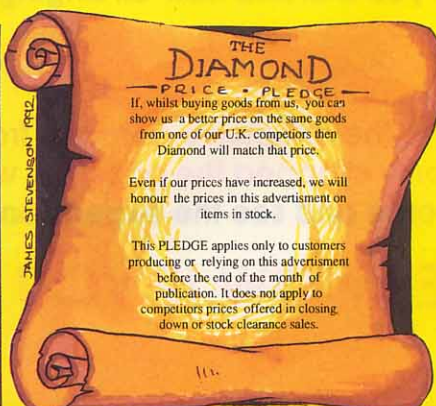 THE
DIAMOND
PRICE • PLEDGE
If, whilst buying goods from us, you can
show us a better price on the same goods
from one of our U.K. competiors then
Diamond will match that price.
Even if our prices have increased, we will
honour the prices in this advertisment on
items in stock.
This PLEDGE applies only to customers
producing or relying on this advertisment
before the end of the month of
publication. It does not apply to
competitors prices offered in closing
down or stock clearance sales.
JAMES STEVENSON 1992